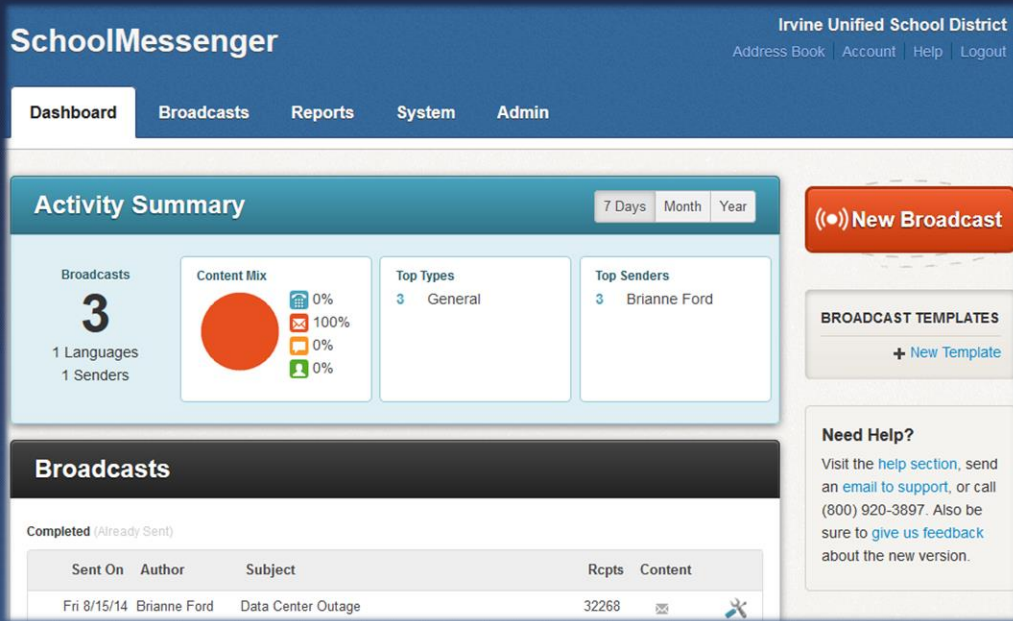 SchoolMessenger
Irvine Unified School District
Address Book Account Help Logout
Dashboard Broadcasts Reports System Admin
Activity Summary
7 Days Month Year
Broadcasts
3
1 Languages
1 Senders
Content Mix
0%
100%
0%
0%
Top Types
3 General
Top Senders
3 Brianne Ford
New Broadcast
BROADCAST TEMPLATES
+ New Template
Need Help?
Visit the help section, send
an email to support, or call
(800) 920-3897. Also be
sure to give us feedback
about the new version.
Broadcasts
Completed (Already Sent)
Sent On Author Subject Rcpts Content
Fri 8/15/14 Brianne Ford Data Center Outage 32268